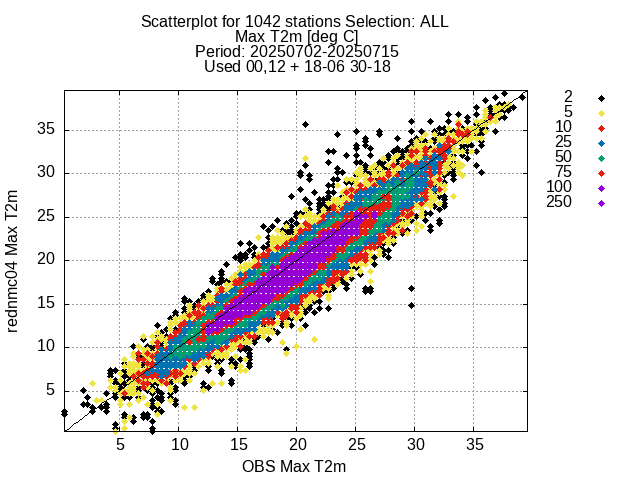 Scatterplot for 1042 stations Selection: ALL
Max T2m [deg C]
Period: 20250702-20250715
Used 00,12 + 18-06 30-18
2
5
10
25
50
75
100
250
35
30
25
20
15
10
5
rednmc04 Max T2m
5 10 15 20 25 30 35
OBS Max T2m